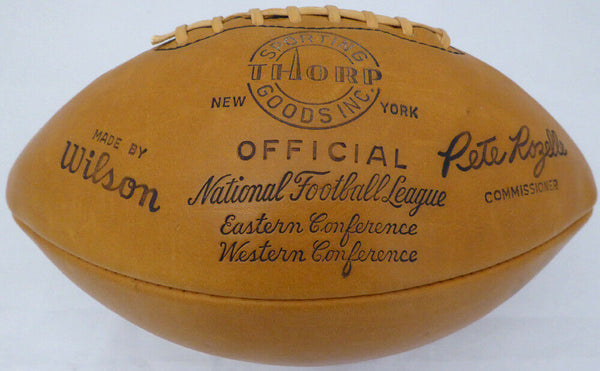 SPORTING
THORP
GOODS INC.
NEW YORK
MADE BY
Wilson
OFFICIAL
National Football League
Eastern Conference
Western Conference
Pete Rozelle
COMMISSIONER